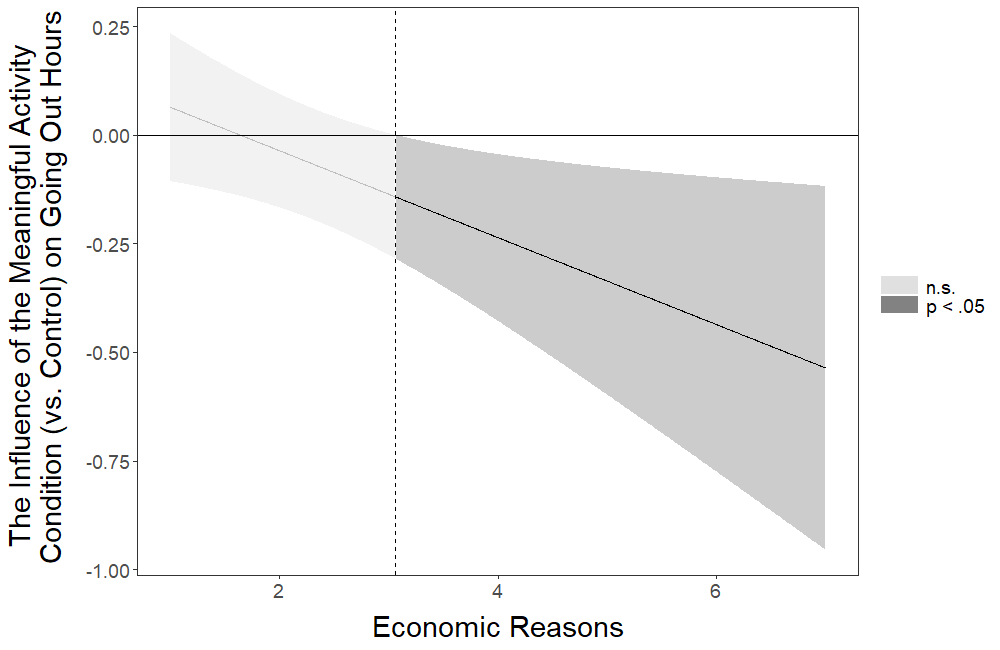 The Influence of the Meaningful Activity
Condition (vs. Control) on Going Out Hours
0.25
0.00
-0.25
-0.50
-0.75
-1.00
2
4
6
Economic Reasons
n.s.
p < .05